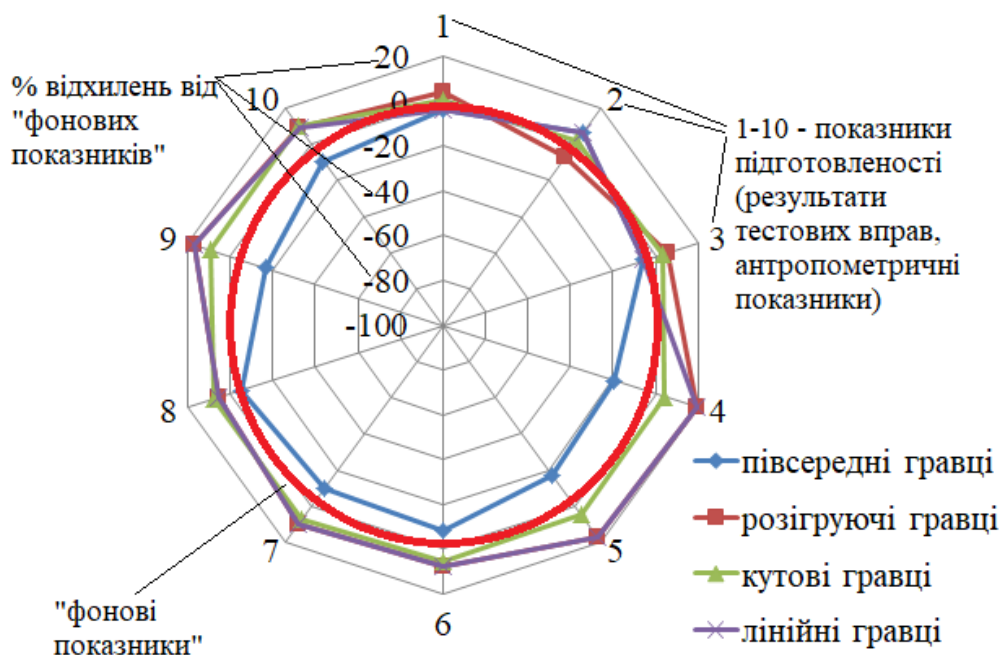 1
20
% відхилень від
"фонових
показників"
10
0
2
1-10 - показники
підготовленості
(результати
тестових вправ,
антропометричні
показники)
-20
-40
9
3
-60
-80
-100
8
4
півсередні гравці
розігруючі гравці
кутові гравці
лінійні гравці
7
5
"фонові
показники"
6